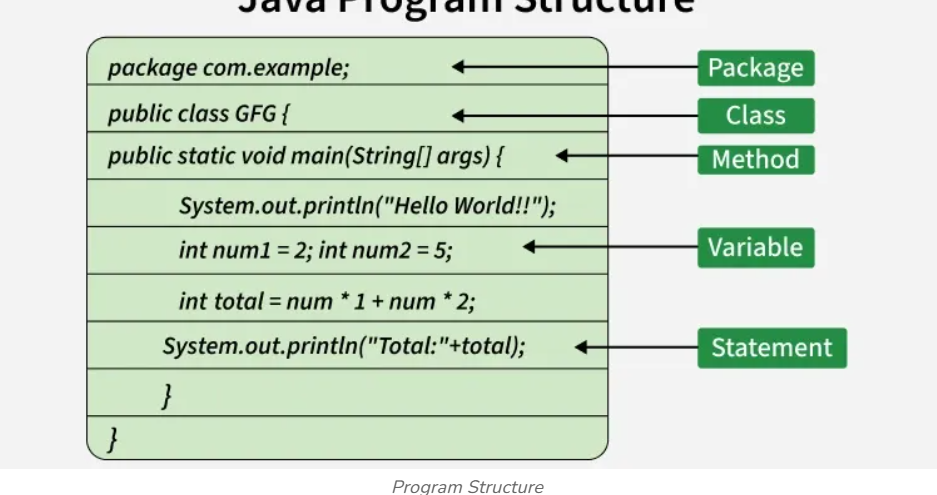 Java Program Structure
package com.example;
Package
public class GFG {
Class
public static void main(String[] args) {
Method
System.out.println("Hello World!!");
int num1 = 2; int num2 = 5;
Variable
int total = num * 1 + num * 2;
System.out.println("Total:"+total);
Statement
}
}
Program Structure